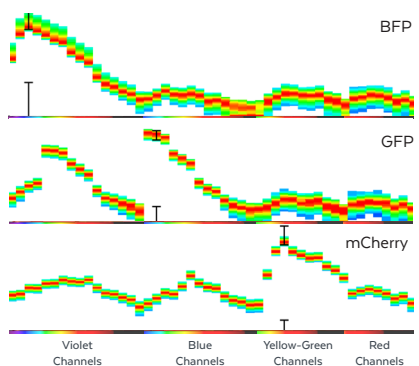 BFP
GFP
mCherry
Violet Channels
Blue Channels
Yellow-Green Channels
Red Channels